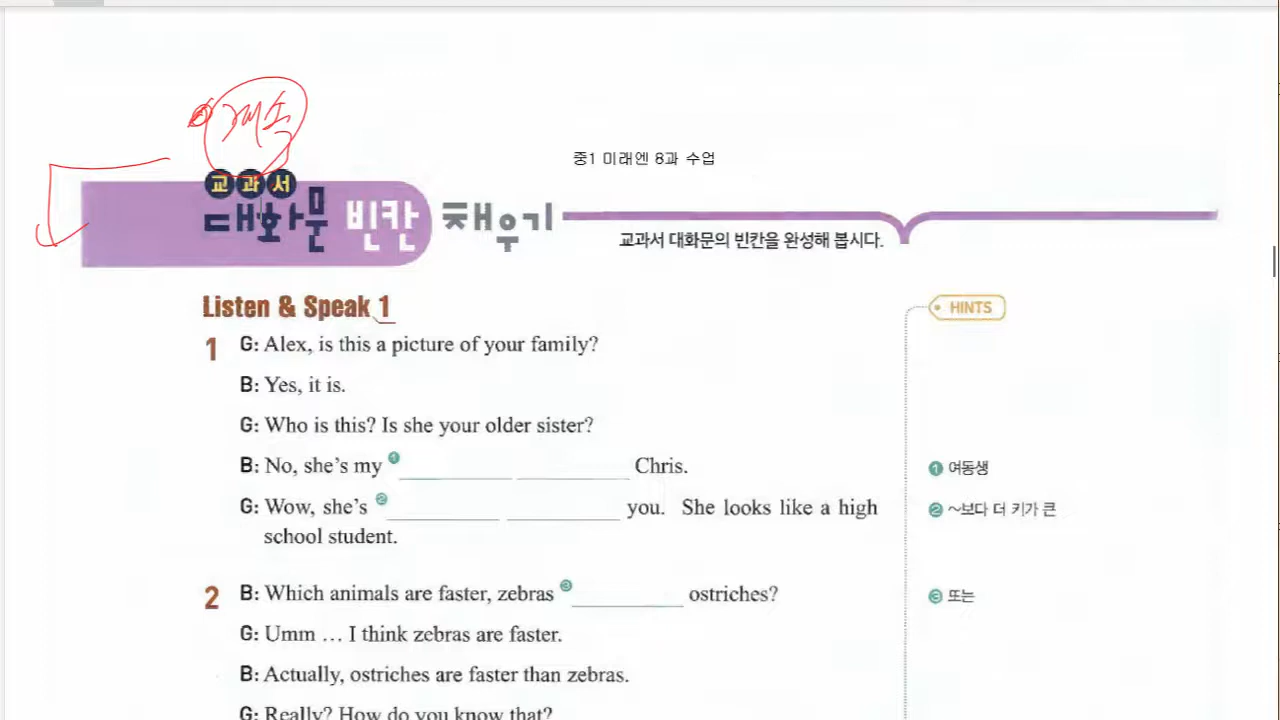 계속
중1 미래엔 8과 수업
교과서
대화문 빈칸 채우기
교과서 대화문의 빈칸을 완성해 봅시다.
Listen & Speak 1
HINTS
1 G: Alex, is this a picture of your family?
B: Yes, it is.
G: Who is this? Is she your older sister?
B: No, she's my ① ________ ________ Chris.
① 여동생
G: Wow, she's ② ________ ________ you. She looks like a high
② ~보다 더 키가 큰
school student.
2 B: Which animals are faster, zebras ③ ________ ostriches?
③ 또는
G: Umm … I think zebras are faster.
B: Actually, ostriches are faster than zebras.
G: Really? How do you know that?